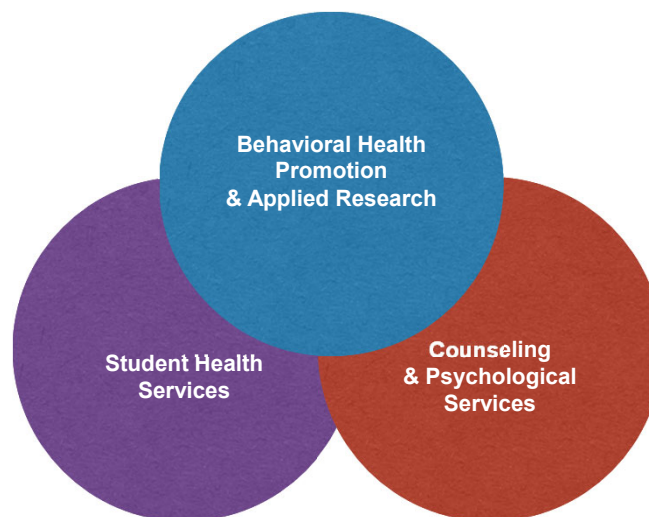 Behavioral Health
Promotion
& Applied Research
Student Health
Services
Counseling
& Psychological
Services